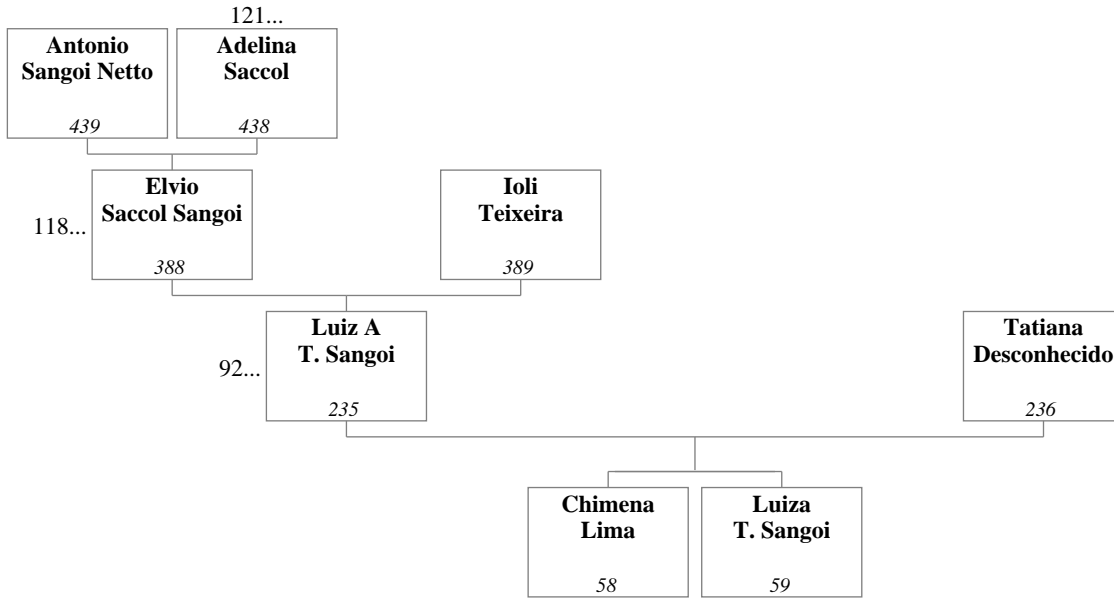 121...
Antonio
Sangoi Netto
439
Adelina
Saccol
438
118...
Elvio
Saccol Sangoi
388
Ioli
Teixeira
389
92...
Luiz A
T. Sangoi
235
Tatiana
Desconhecido
236
Chimena
Lima
58
Luiza
T. Sangoi
59